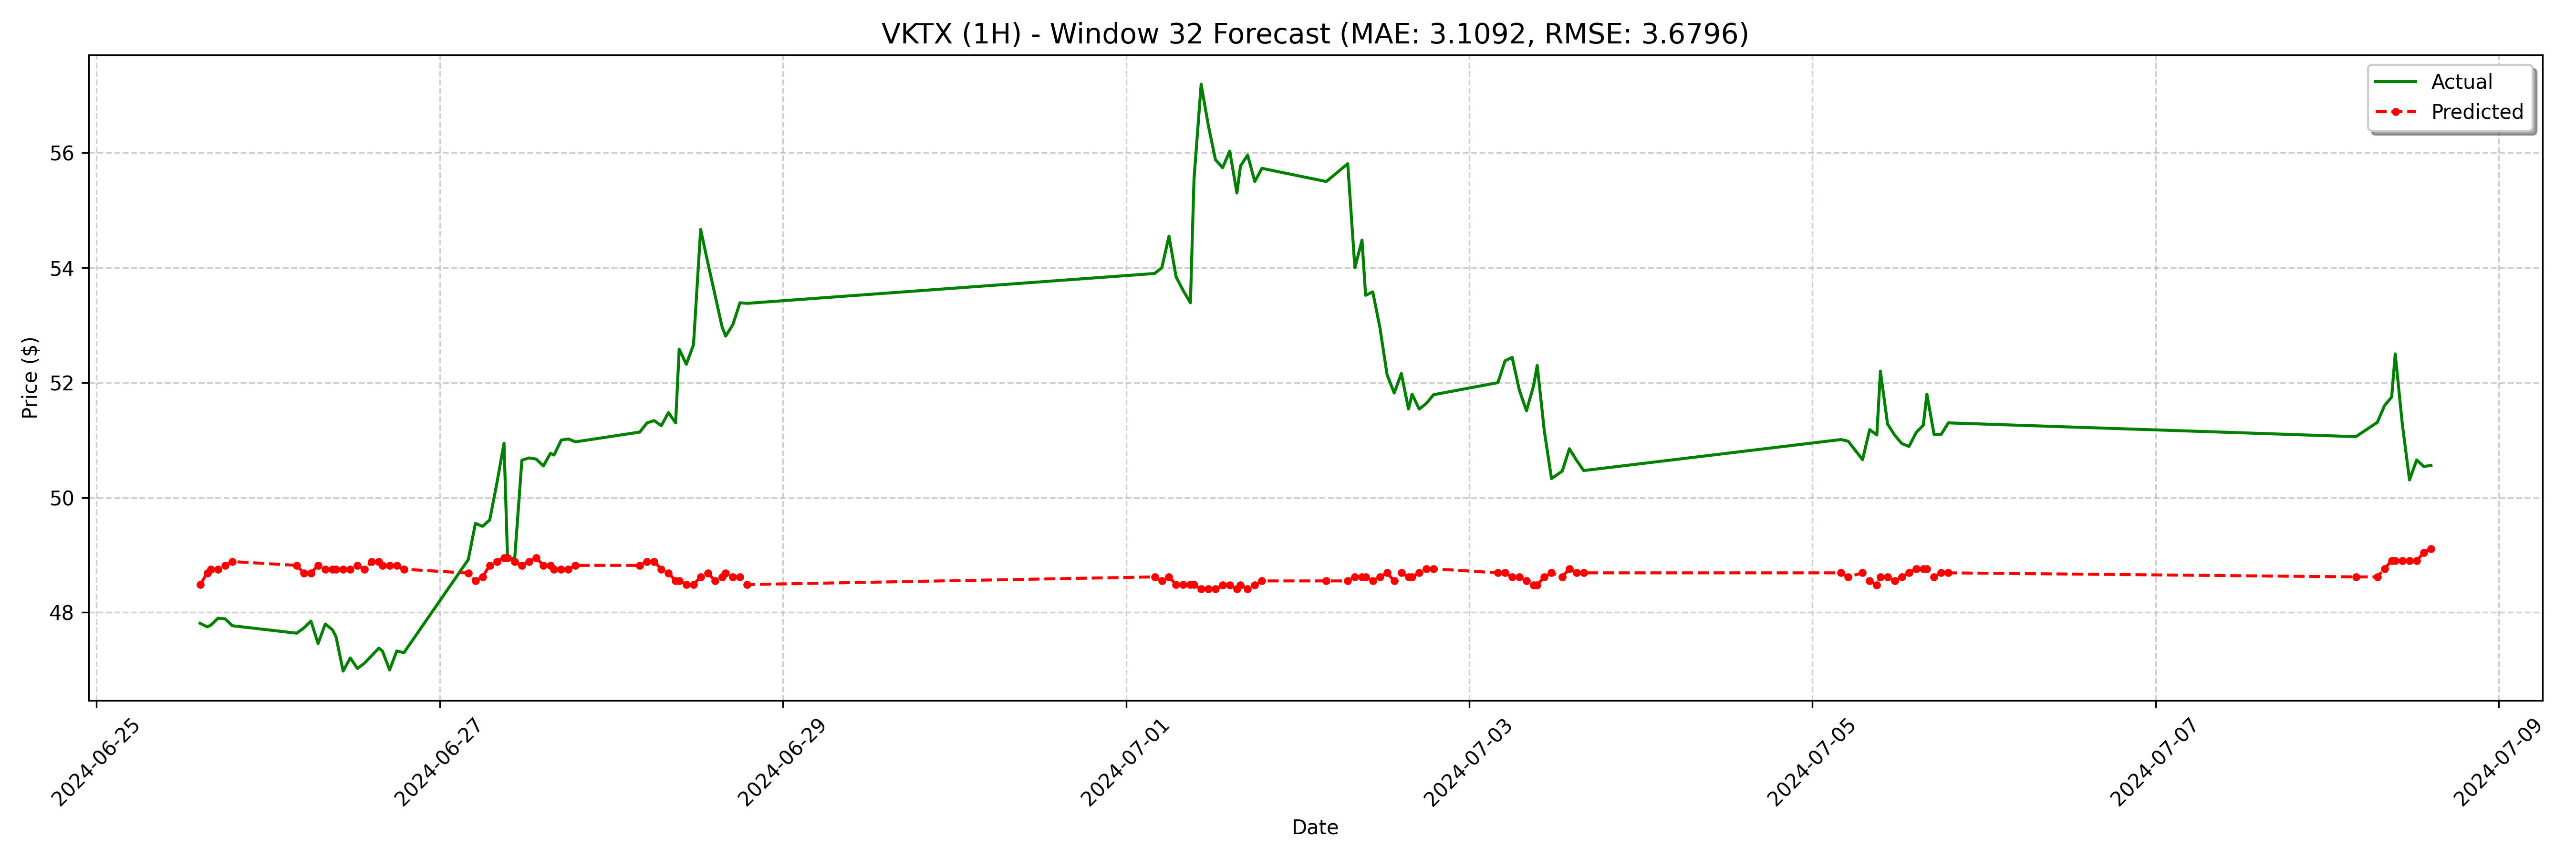 VKTX (1H) - Window 32 Forecast (MAE: 3.1092, RMSE: 3.6796)
Actual
Predicted
Price ($)
56
54
52
50
48
2024-06-25
2024-06-27
2024-06-29
2024-07-01
2024-07-03
2024-07-05
2024-07-07
2024-07-09
Date